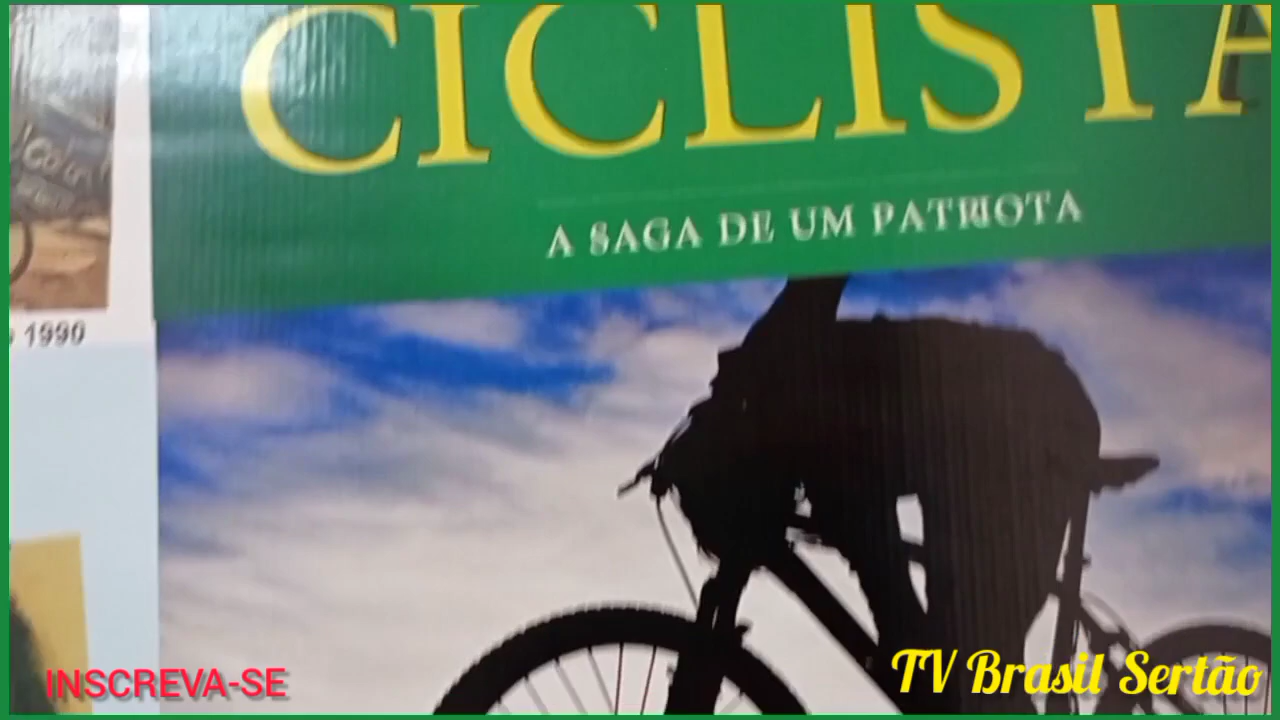 CICLISTA
A SAGA DE UM PATRIOTA
1990
INSCREVA-SE
TV Brasil Sertão